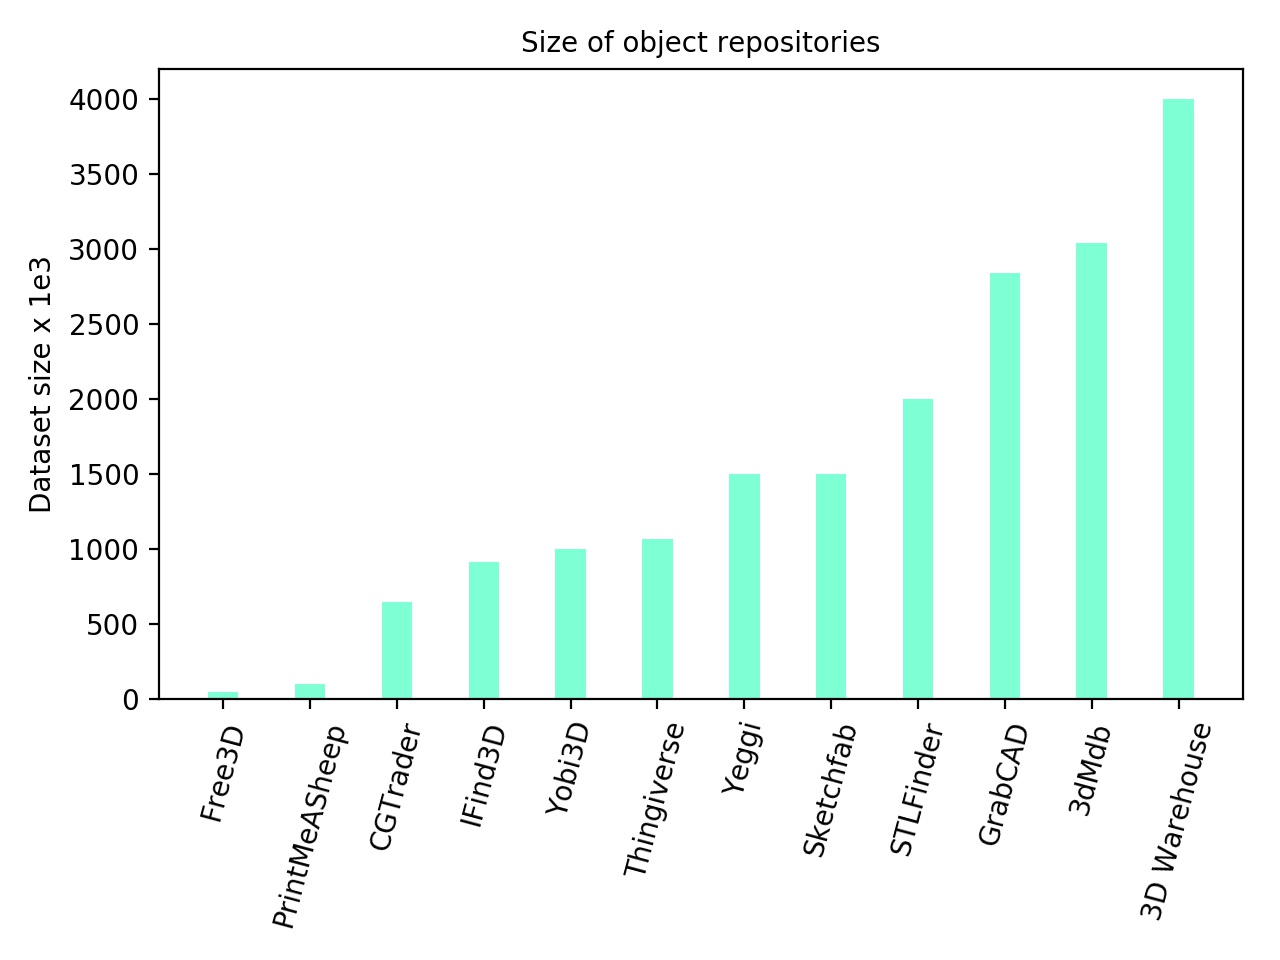 Size of object repositories
Dataset size x 1e3
4000
3500
3000
2500
2000
1500
1000
500
0
Free3D
PrintMeASheep
CGTrader
IFind3D
Yobi3D
Thingiverse
Yeggi
Sketchfab
STLFinder
GrabCAD
3dMdb
3D Warehouse